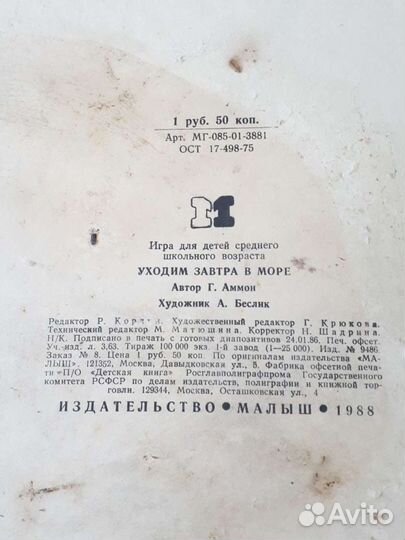 1 руб. 50 коп.
Арт. МГ-085-01-3881
ОСТ 17-498-75
М
Игра для детей среднего
школьного возраста
УХОДИМ ЗАВТРА В МОРЕ
Автор Г. Аммон
Художник А. Беслик
Редактор Р. Художественный редактор Г. Крюкова
Технический редактор М. Матюшина. Корректор Н. Шадрина
Н/К. Подписано в печать с готовых диапозитивов 24.01.86. Печ. офсет.
Уч.-изд. л. 3,63. Тираж 100 000 экз. 1-й завод (1—25 000). Изд. № 9486.
Заказ № 8. Цена 1 руб. 50 коп. По оригиналам издательства «МА-
ЛЫШ». 121352, Москва, Давыдковская ул., 5. Фабрика офсетной печа-
ти П/О «Детская книга» Росглавполиграфпрома Государственного
комитета РСФСР по делам издательств, полиграфии и книжной тор-
говли. 129344, Москва, Осташковская ул., 4
ИЗДАТЕЛЬСТВО • МАЛЫШ • 1988
Avito